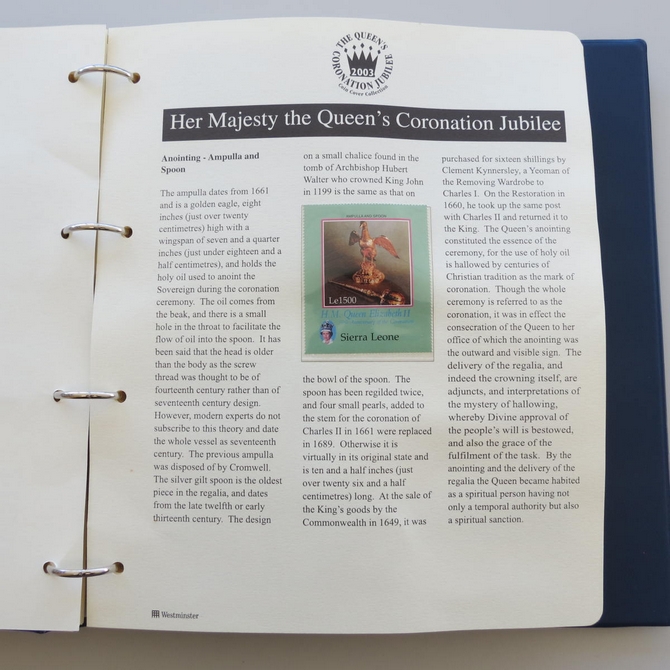 THE QUEEN'S
CORONATION JUBILEE
2003
Coin Cover Collection
Her Majesty the Queen's Coronation Jubilee
Anointing - Ampulla and
Spoon
The ampulla dates from 1661
and is a golden eagle, eight
inches (just over twenty
centimetres) high with a
wingspan of seven and a quarter
inches (just under eighteen and a
half centimetres), and holds the
holy oil used to anoint the
Sovereign during the coronation
ceremony.  The oil comes from
the beak, and there is a small
hole in the throat to facilitate the
flow of oil into the spoon.  It has
been said that the head is older
than the body as the screw
thread was thought to be of
fourteenth century rather than of
seventeenth century design.
However, modern experts do not
subscribe to this theory and date
the whole vessel as seventeenth
century.  The previous ampulla
was disposed of by Cromwell.
The silver gilt spoon is the oldest
piece in the regalia, and dates
from the late twelfth or early
thirteenth century.  The design
on a small chalice found in the
tomb of Archbishop Hubert
Walter who crowned King John
in 1199 is the same as that on
AMPULLA AND SPOON
Le1500
H.M. Queen Elizabeth II
Sierra Leone
the bowl of the spoon.  The
spoon has been regilded twice,
and four small pearls, added to
the stem for the coronation of
Charles II in 1661 were replaced
in 1689.  Otherwise it is
virtually in its original state and
is ten and a half inches (just
over twenty six and a half
centimetres) long.  At the sale of
the King's goods by the
Commonwealth in 1649, it was
purchased for sixteen shillings by
Clement Kynnersley, a Yeoman of
the Removing Wardrobe to
Charles I.  On the Restoration in
1660, he took up the same post
with Charles II and returned it to
the King.  The Queen's anointing
constituted the essence of the
ceremony, for the use of holy oil
is hallowed by centuries of
Christian tradition as the mark of
coronation.  Though the whole
ceremony is referred to as the
coronation, it was in effect the
consecration of the Queen to her
office of which the anointing was
the outward and visible sign.  The
delivery of the regalia, and
indeed the crowning itself, are
adjuncts, and interpretations of
the mystery of hallowing,
whereby Divine approval of
the people's will is bestowed,
and also the grace of the
fulfilment of the task.  By the
anointing and the delivery of the
regalia the Queen became habited
as a spiritual person having not
only a temporal authority but also
a spiritual sanction.
Westminster